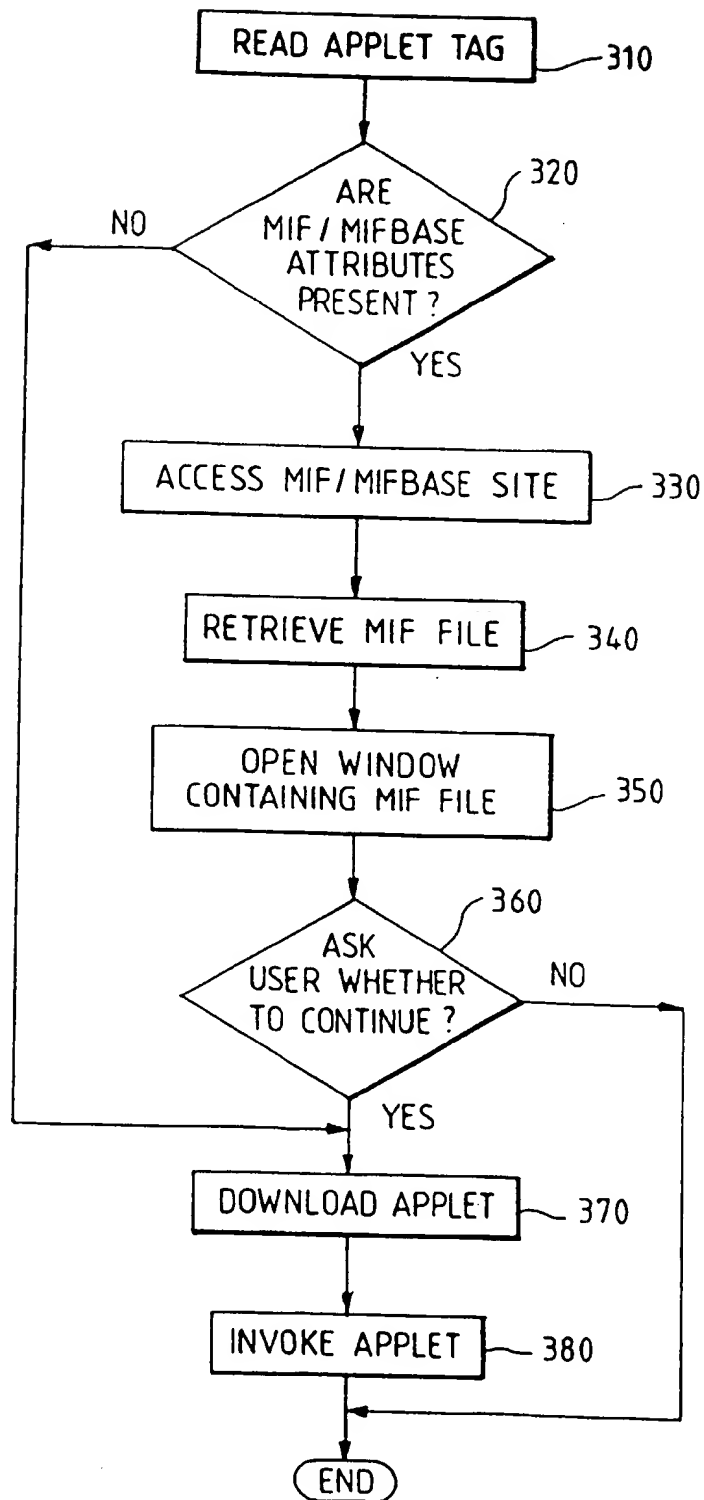 READ APPLET TAG
310
ARE
MIF / MIFBASE
ATTRIBUTES
PRESENT ?
320
NO
YES
ACCESS MIF/MIFBASE SITE
330
RETRIEVE MIF FILE
340
OPEN WINDOW
CONTAINING MIF FILE
350
360
ASK
USER WHETHER
TO CONTINUE ?
NO
YES
DOWNLOAD APPLET
370
INVOKE APPLET
380
END